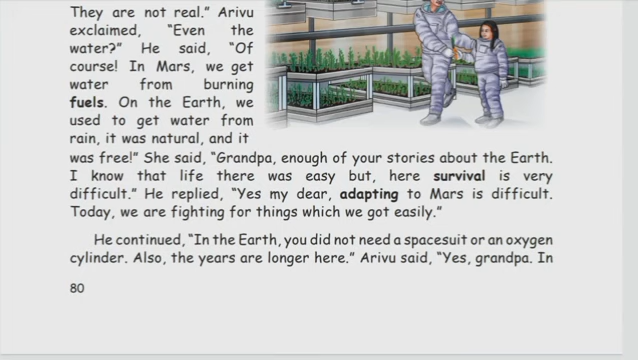 They are not real.” Arivu
exclaimed, “Even the
water?” He said, “Of
course! In Mars, we get
water from burning
fuels. On the Earth, we
used to get water from
rain, it was natural, and it
was free!” She said, “Grandpa, enough of your stories about the Earth.
I know that life there was easy but, here survival is very
difficult.” He replied, “Yes my dear, adapting to Mars is difficult.
Today, we are fighting for things which we got easily.”
He continued, “In the Earth, you did not need a spacesuit or an oxygen
cylinder. Also, the years are longer here.” Arivu said, “Yes, grandpa. In
80